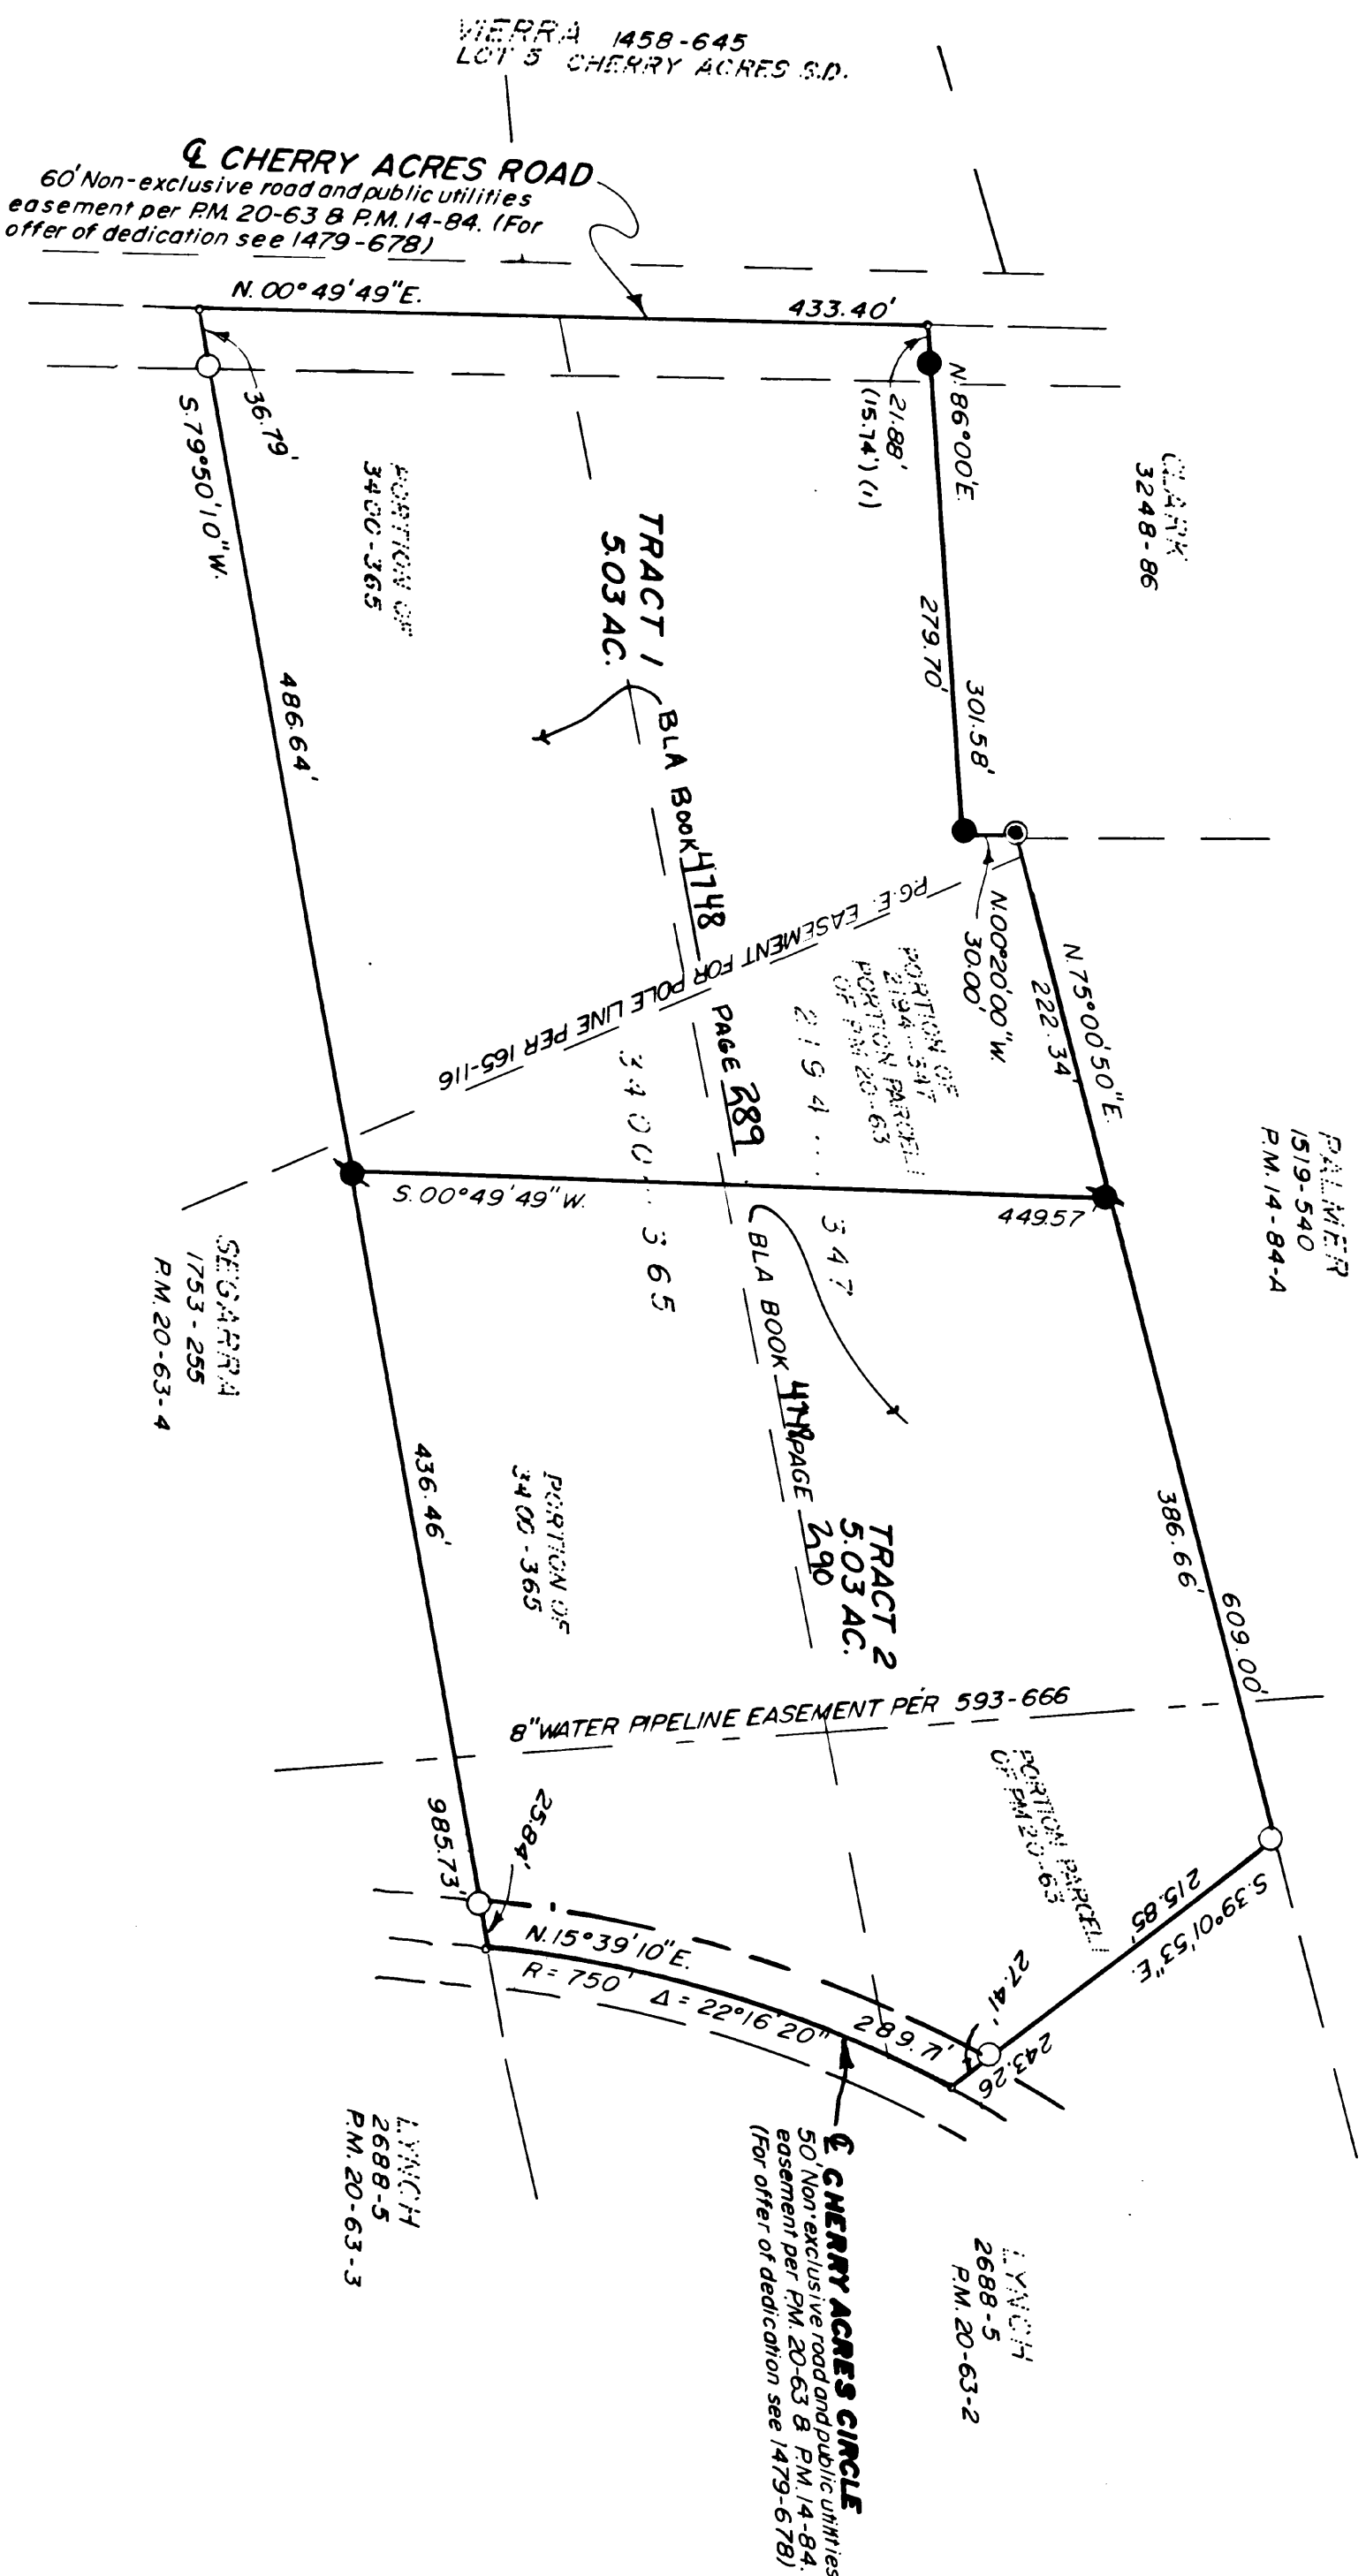 VIERRA 1458-645
LOT 5 CHERRY ACRES S.D.
℄ CHERRY ACRES ROAD
60' Non-exclusive road and public utilities
easement per P.M. 20-63 & P.M. 14-84. (For
offer of dedication see 1479-678)
N. 00°49'49"E.
433.40'
36.79'
S. 79°50'10"W.
21.88'
(15.74') (1)
N. 86°00'E.
279.70'
301.58'
CLARK
3248-86
PORTION OF
3400-365
TRACT 1
5.03 AC.
BLA BOOK 4748 PAGE 289
486.64'
N.00°20'00"W.
30.00'
N. 75°00'50"E.
222.34'
P.G.E. EASEMENT FOR POLE LINE PER 165-116
PORTION OF
2194-347
PORTION PARCEL 1
OF P.M. 20-63
2194...347
3400...365
PALMER
1519-540
P.M. 14-84-A
S. 00°49'49"W.
449.57
SEGARRA
1753-255
P.M. 20-63-4
BLA BOOK 4748 PAGE 290
TRACT 2
5.03 AC.
386.66'
609.00'
436.46'
PORTION OF
3400-365
8" WATER PIPELINE EASEMENT PER 593-666
PORTION PARCEL 1
OF PM 20-63
985.73'
25.84'
215.85'
S. 39°01'53"E.
27.41'
243.26
N. 15°39'10"E.
R = 750'
Δ = 22°16'20"
289.71'
℄ CHERRY ACRES CIRCLE
50' Non-exclusive road and public utilities
easement per P.M. 20-63 & P.M. 14-84.
(For offer of dedication see 1479-678)
LYNCH
2688-5
P.M. 20-63-3
LYNCH
2688-5
P.M. 20-63-2